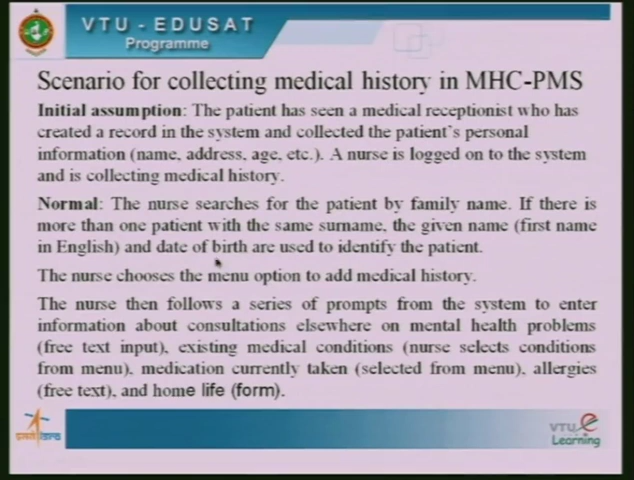 VTU - EDUSAT
Programme
Scenario for collecting medical history in MHC-PMS
Initial assumption: The patient has seen a medical receptionist who has
created a record in the system and collected the patient's personal
information (name, address, age, etc.). A nurse is logged on to the system
and is collecting medical history.
Normal: The nurse searches for the patient by family name. If there is
more than one patient with the same surname, the given name (first name
in English) and date of birth are used to identify the patient.
The nurse chooses the menu option to add medical history.
The nurse then follows a series of prompts from the system to enter
information about consultations elsewhere on mental health problems
(free text input), existing medical conditions (nurse selects conditions
from menu), medication currently taken (selected from menu), allergies
(free text), and home life (form).
VTU e
Learning